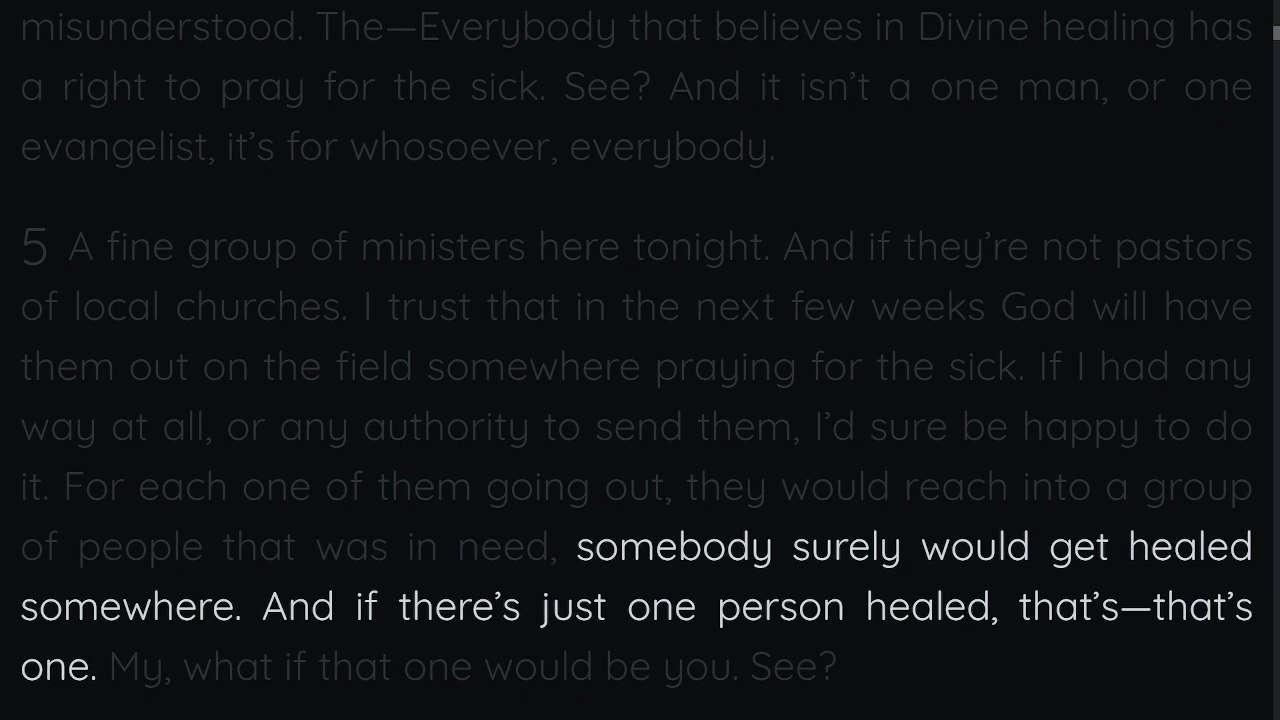 misunderstood. The—Everybody that believes in Divine healing has
a right to pray for the sick. See? And it isn’t a one man, or one
evangelist, it’s for whosoever, everybody.
5 A fine group of ministers here tonight. And if they’re not pastors
of local churches. I trust that in the next few weeks God will have
them out on the field somewhere praying for the sick. If I had any
way at all, or any authority to send them, I’d sure be happy to do
it. For each one of them going out, they would reach into a group
of people that was in need, somebody surely would get healed
somewhere. And if there’s just one person healed, that’s—that’s
one. My, what if that one would be you. See?